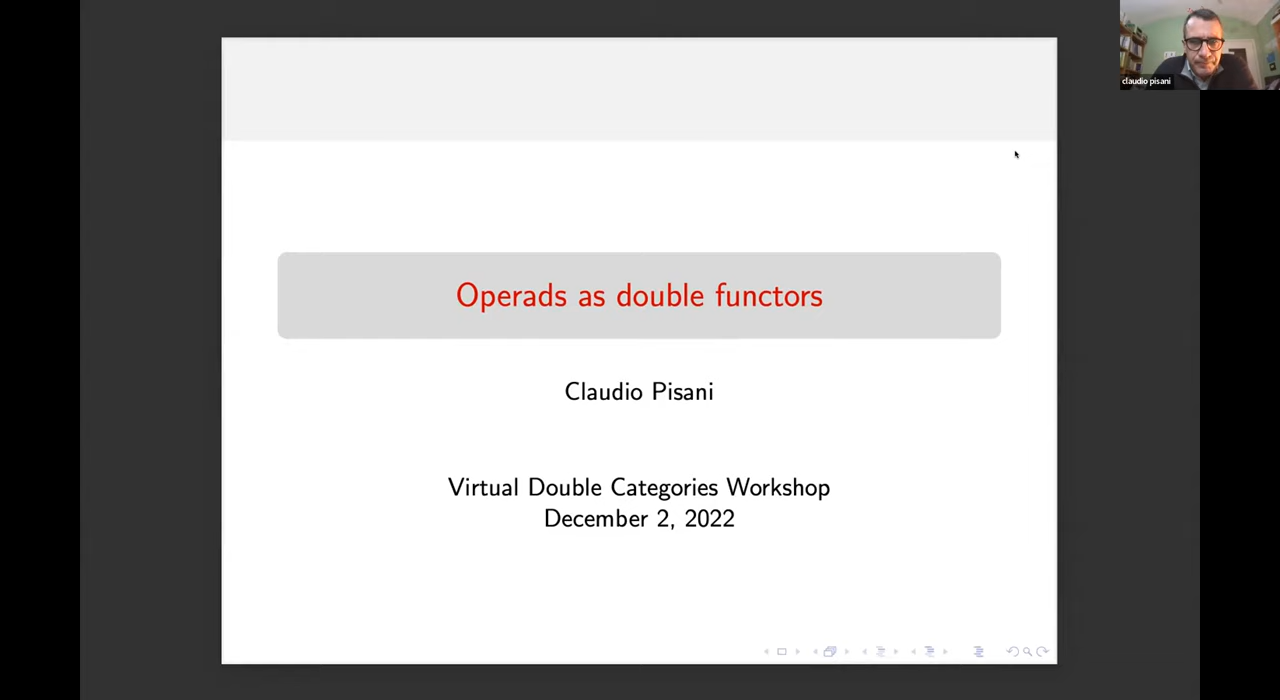 claudio pisani
Operads as double functors
Claudio Pisani
Virtual Double Categories Workshop
December 2, 2022